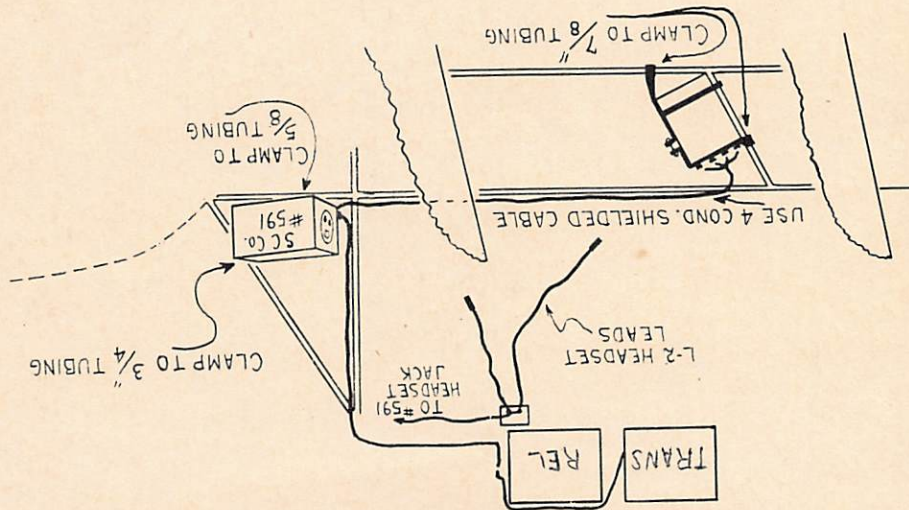 TRANS
REL
TO #591
HEADSET
JACK
L-2 HEADSET
LEADS
CLAMP TO 3/4" TUBING
SC Co.
#591
USE 4 COND. SHIELDED CABLE
CLAMP TO
5/8 TUBING
CLAMP TO 7/8" TUBING